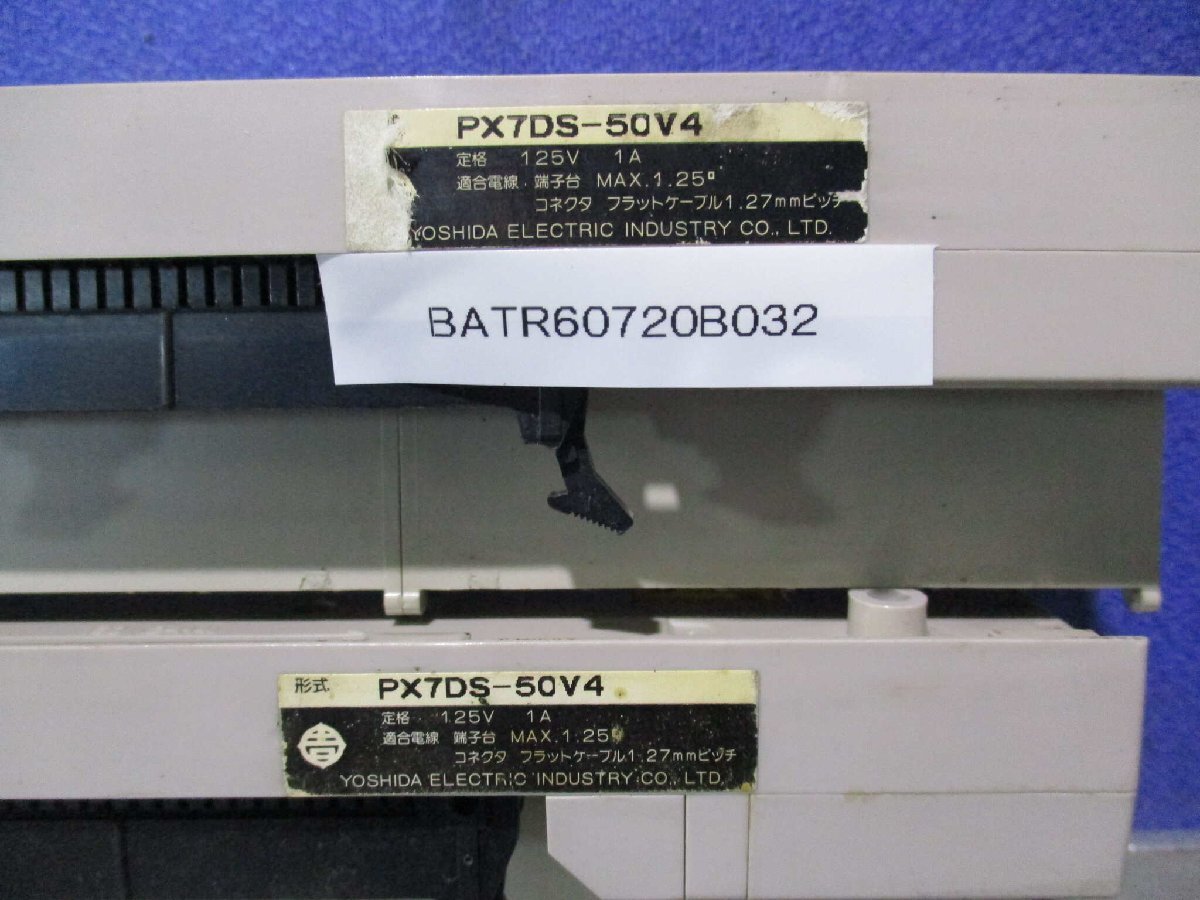 PX7DS-50V4
定格 125V 1A
適合電線 端子台 MAX.1.25□
コネクタ フラットケーブル1.27mmピッチ
YOSHIDA ELECTRIC INDUSTRY CO., LTD.
BATR60720B032
形式 PX7DS-50V4
定格 125V 1A
適合電線 端子台 MAX.1.25□
コネクタ フラットケーブル1.27mmピッチ
YOSHIDA ELECTRIC INDUSTRY CO., LTD.